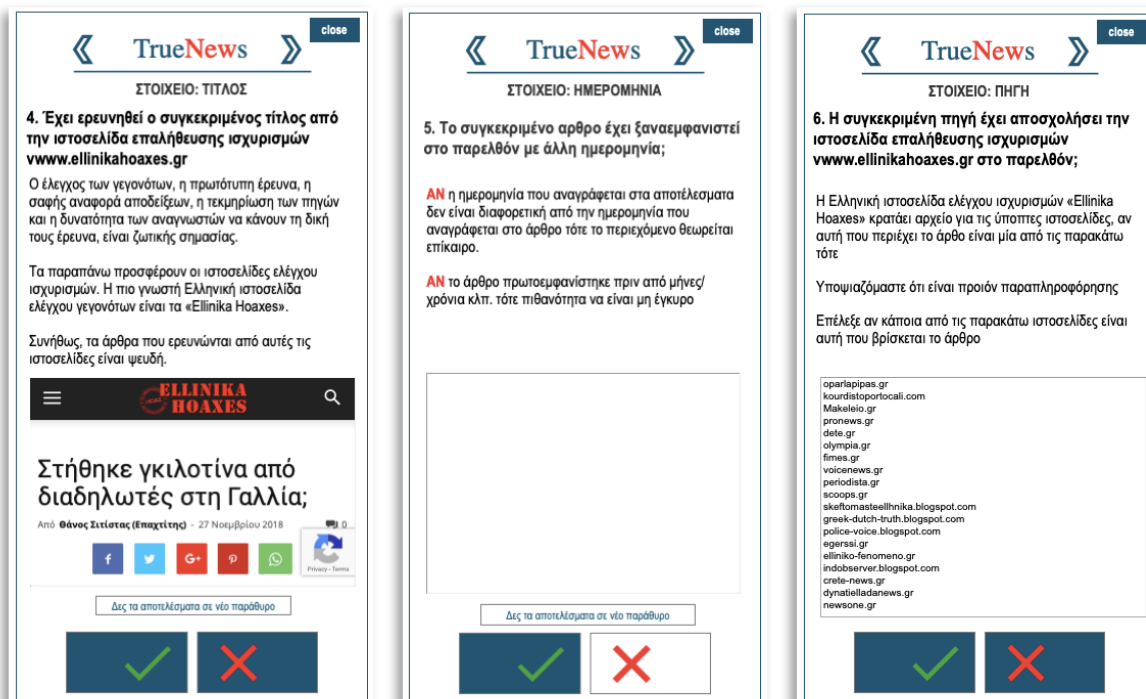 close
TrueNews
ΣΤΟΙΧΕΙΟ: ΤΙΤΛΟΣ
4. Έχει ερευνηθεί ο συγκεκριμένος τίτλος από
την ιστοσελίδα επαλήθευσης ισχυρισμών
vwww.ellinikahoaxes.gr
Ο έλεγχος των γεγονότων, η πρωτότυπη έρευνα, η
σαφής αναφορά αποδείξεων, η τεκμηρίωση των πηγών
και η δυνατότητα των αναγνωστών να κάνουν τη δική
τους έρευνα, είναι ζωτικής σημασίας.
Τα παραπάνω προσφέρουν οι ιστοσελίδες ελέγχου
ισχυρισμών. Η πιο γνωστή Ελληνική ιστοσελίδα
ελέγχου γεγονότων είναι τα «Ellinika Hoaxes».
Συνήθως, τα άρθρα που ερευνώνται από αυτές τις
ιστοσελίδες είναι ψευδή.
ELLINIKA
HOAXES
Στήθηκε γκιλοτίνα από
διαδηλωτές στη Γαλλία;
Από Θάνος Σιτίστας (Επαχτίτης) - 27 Νοεμβρίου 2018 0
Privacy - Terms
Δες τα αποτελέσματα σε νέο παράθυρο
close
TrueNews
ΣΤΟΙΧΕΙΟ: ΗΜΕΡΟΜΗΝΙΑ
5. Το συγκεκριμένο αρθρο έχει ξαναεμφανιστεί
στο παρελθόν με άλλη ημερομηνία;
ΑΝ η ημερομηνία που αναγράφεται στα αποτέλεσματα
δεν είναι διαφορετική από την ημερομηνία που
αναγράφεται στο άρθρο τότε το περιεχόμενο θεωρείται
επίκαιρο.
ΑΝ το άρθρο πρωτοεμφανίστηκε πριν από μήνες/
χρόνια κλπ. τότε πιθανότητα να είναι μη έγκυρο
Δες τα αποτελέσματα σε νέο παράθυρο
close
TrueNews
ΣΤΟΙΧΕΙΟ: ΠΗΓΗ
6. Η συγκεκριμένη πηγή έχει αποσχολήσει την
ιστοσελίδα επαλήθευσης ισχυρισμών
vwww.ellinikahoaxes.gr στο παρελθόν;
Η Ελληνική ιστοσελίδα ελέγχου ισχυρισμών «Ellinika
Hoaxes» κρατάει αρχείο για τις ύποπτες ιστοσελίδες, αν
αυτή που περιέχει το άρθο είναι μία από τις παρακάτω
τότε
Υποψιαζόμαστε ότι είναι προιόν παραπληροφόρησης
Επέλεξε αν κάποια από τις παρακάτω ιστοσελίδες είναι
αυτή που βρίσκεται το άρθρο
oparlapipas.gr
kourdistoportocali.com
Makeleio.gr
pronews.gr
dete.gr
olympia.gr
fimes.gr
voicenews.gr
periodista.gr
scoops.gr
skeftomasteellhnika.blogspot.com
greek-dutch-truth.blogspot.com
police-voice.blogspot.com
egerssi.gr
elliniko-fenomeno.gr
indobserver.blogspot.com
crete-news.gr
dynatielladanews.gr
newsone.gr